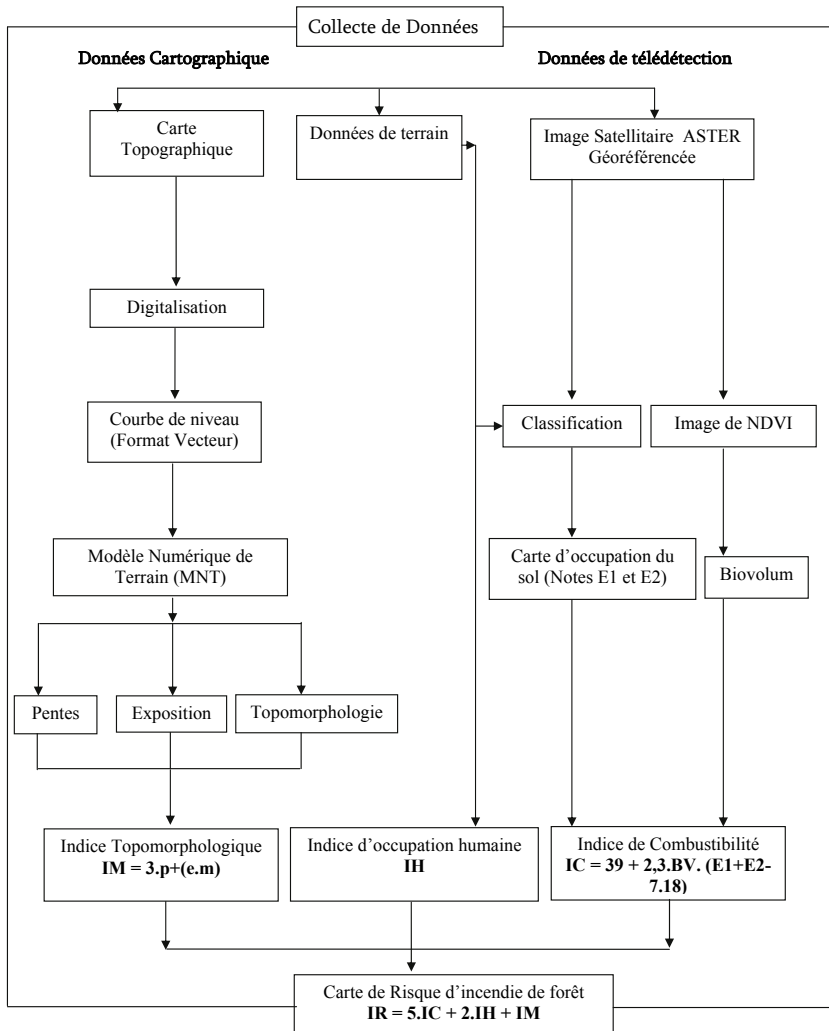 Collecte de Données
Données Cartographique
Données de télédétection
Carte
Topographique
Données de terrain
Image Satellitaire ASTER
Géoréférencée
Digitalisation
Courbe de niveau
(Format Vecteur)
Classification
Image de NDVI
Modèle Numérique de
Terrain (MNT)
Carte d’occupation du
sol (Notes E1 et E2)
Biovolum
Pentes
Exposition
Topomorphologie
Indice Topomorphologique
IM = 3.p+(e.m)
Indice d’occupation humaine
IH
Indice de Combustibilité
IC = 39 + 2,3.BV. (E1+E2-
7.18)
Carte de Risque d’incendie de forêt
IR = 5.IC + 2.IH + IM